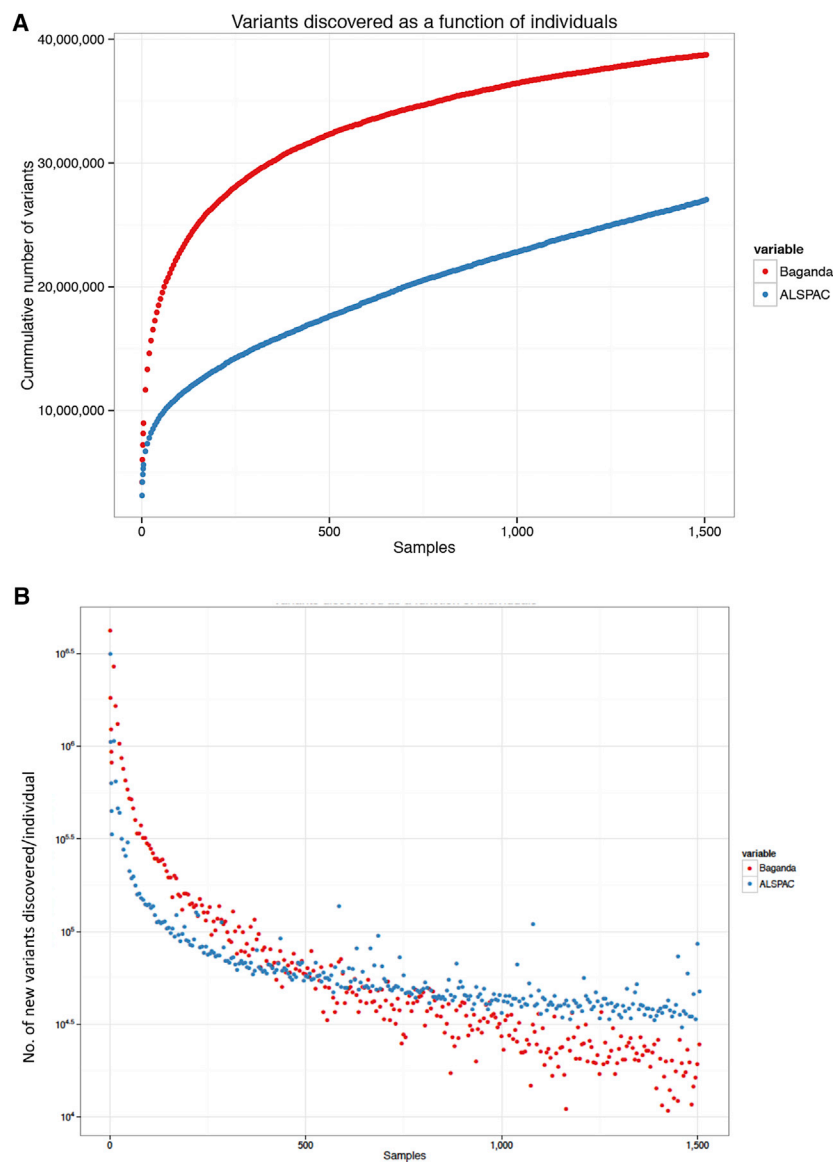 A
Variants discovered as a function of individuals
40,000,000
30,000,000
20,000,000
10,000,000
Cummulative number of variants
0
500
1,000
1,500
Samples
variable
Baganda
ALSPAC
B
10^6.5
10^6
10^5.5
10^5
10^4.5
10^4
No. of new variants discovered/individual
0
500
1,000
1,500
Samples
variable
Baganda
ALSPAC